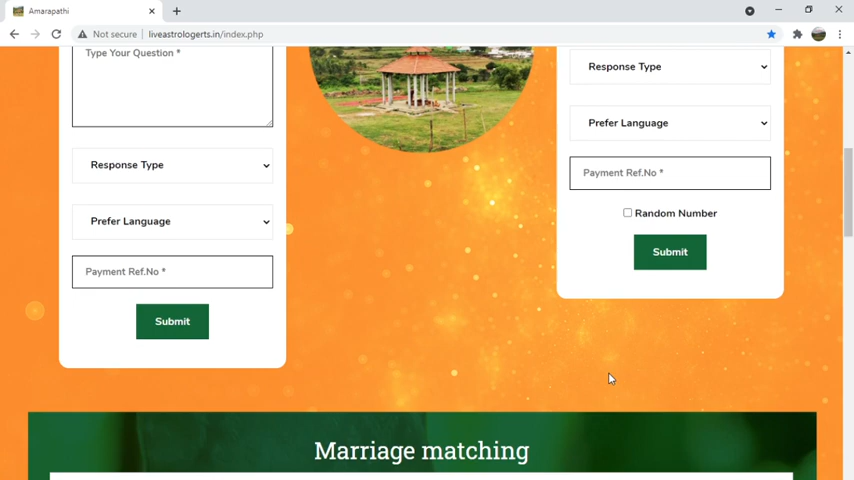 Amarapathi
Not secure
liveastrologerts.in/index.php
Type Your Question *
Response Type
Prefer Language
Payment Ref.No *
Submit
Response Type
Prefer Language
Payment Ref.No *
Random Number
Submit
Marriage matching